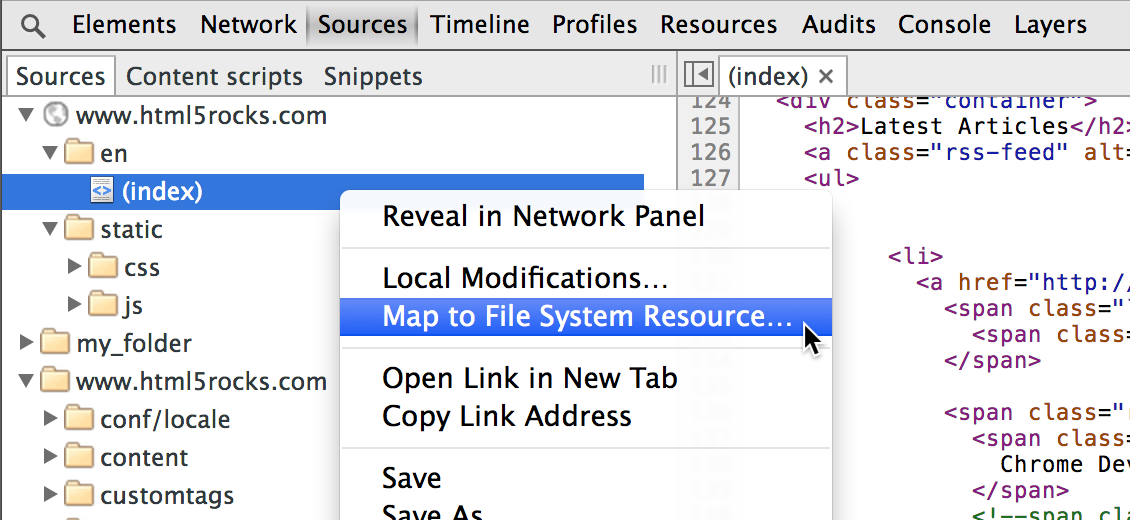 Elements Network Sources Timeline Profiles Resources Audits Console Layers
Sources Content scripts Snippets
www.html5rocks.com
en
(index)
static
css
js
my_folder
www.html5rocks.com
conf/locale
content
customtags
Reveal in Network Panel
Local Modifications...
Map to File System Resource...
Open Link in New Tab
Copy Link Address
Save
Save As
(index) ×
124 <div class="container">
125 <h2>Latest Articles</h2>
126 <a class="rss-feed" alt=
127 <ul>
<li>
<a href="http:/
<span class="
<span class=
</span>
<span class="
<span class=
Chrome Dev
</span>
<!--span cl